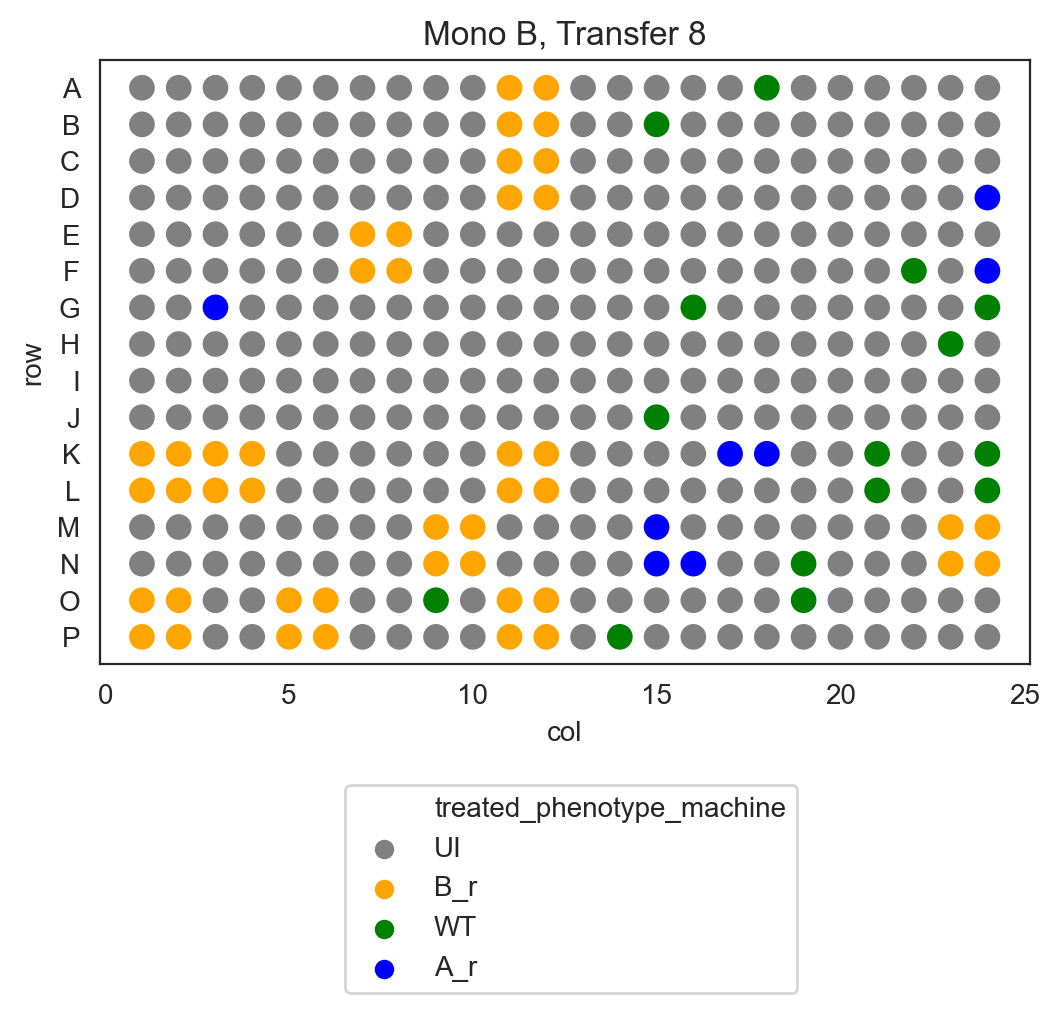 Mono B, Transfer 8
A
B
C
D
E
F
G
H
I
J
K
L
M
N
O
P
row
0 5 10 15 20 25
col
treated_phenotype_machine
UI
B_r
WT
A_r